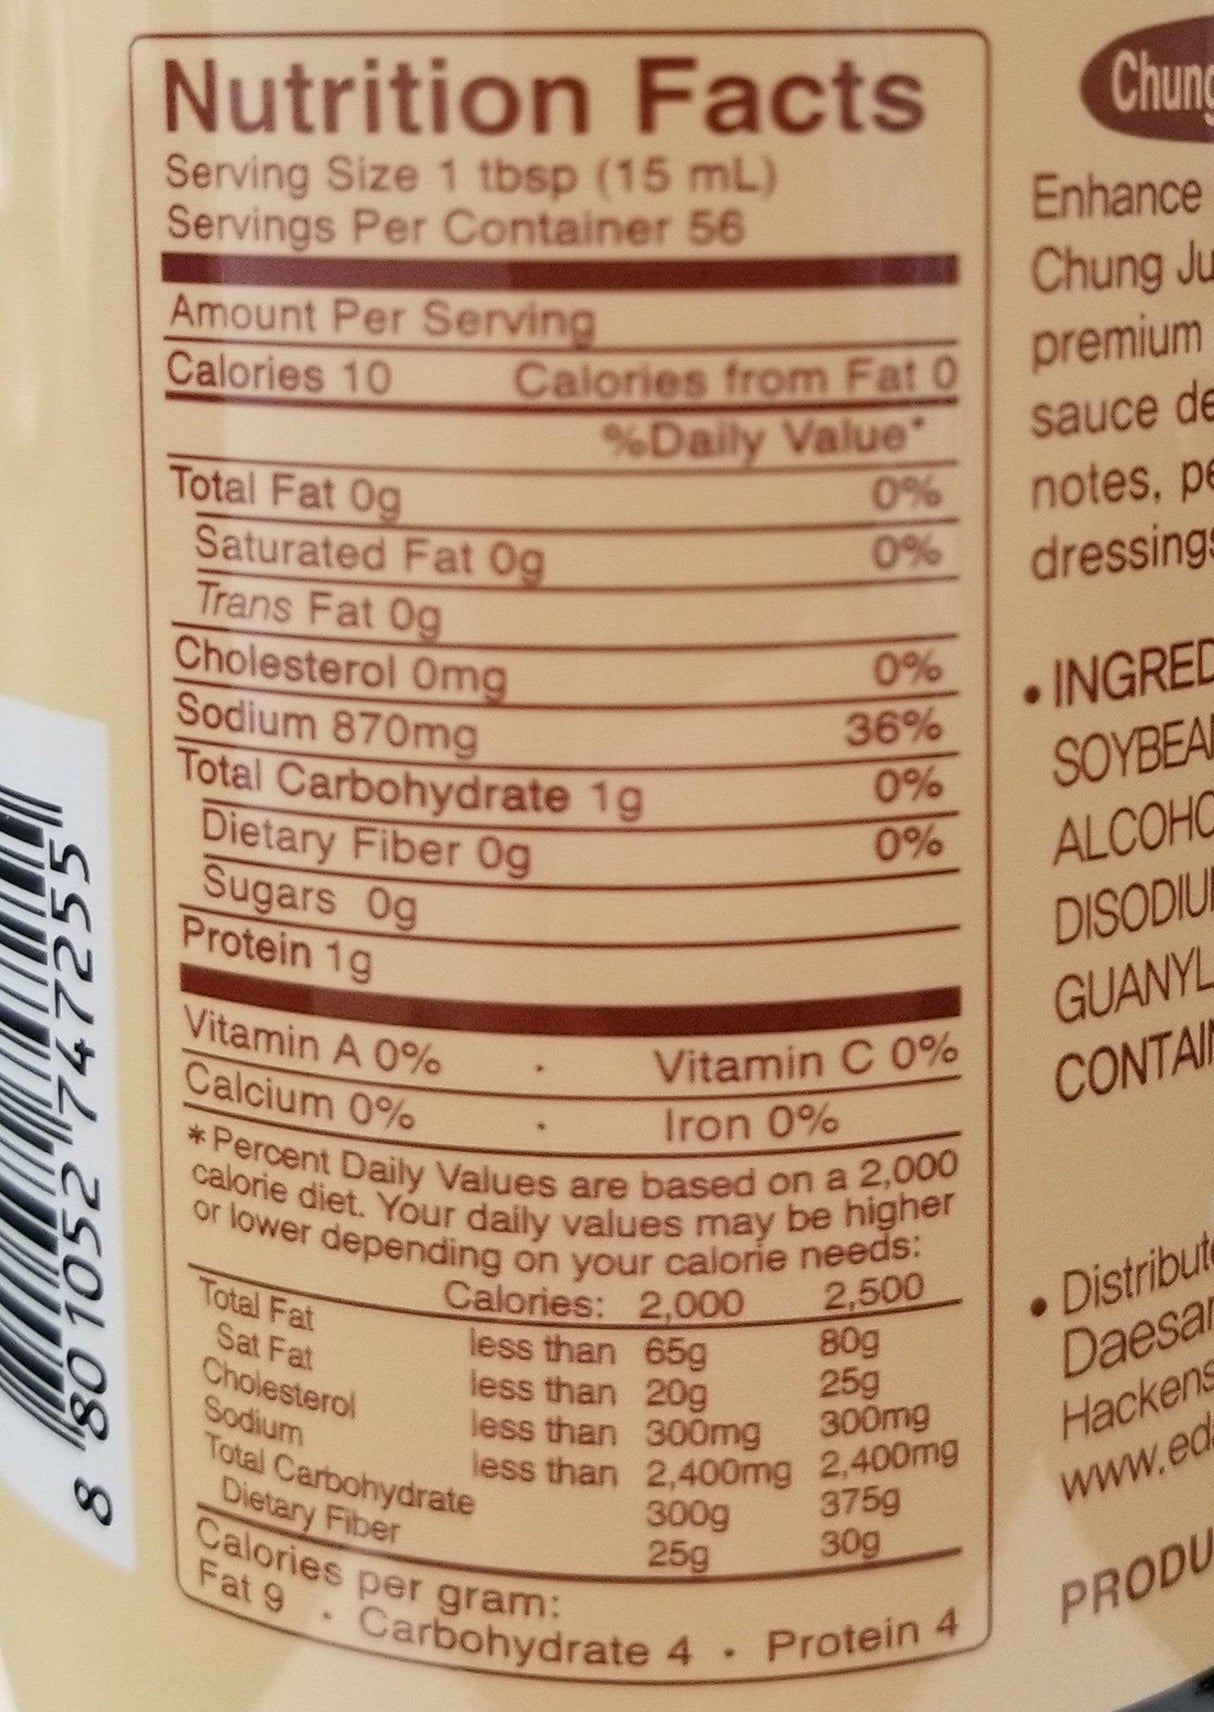 Nutrition Facts
Serving Size 1 tbsp (15 mL)
Servings Per Container 56
Amount Per Serving
Calories 10 Calories from Fat 0
%Daily Value*
Total Fat 0g 0%
Saturated Fat 0g 0%
Trans Fat 0g
Cholesterol 0mg 0%
Sodium 870mg 36%
Total Carbohydrate 1g 0%
Dietary Fiber 0g 0%
Sugars 0g
Protein 1g
Vitamin A 0% · Vitamin C 0%
Calcium 0% · Iron 0%
* Percent Daily Values are based on a 2,000
calorie diet. Your daily values may be higher
or lower depending on your calorie needs:
Calories: 2,000 2,500
Total Fat less than 65g 80g
Sat Fat less than 20g 25g
Cholesterol less than 300mg 300mg
Sodium less than 2,400mg 2,400mg
Total Carbohydrate 300g 375g
Dietary Fiber 25g 30g
Calories per gram:
Fat 9 · Carbohydrate 4 · Protein 4
8 801052 747255
Chung
Enhance
Chung Ju
premium
sauce de
notes, pe
dressings
• INGRED
SOYBEA
ALCOHO
DISODIU
GUANYL
CONTAI
• Distribute
Daesa
Hackens
www.eda
PRODU